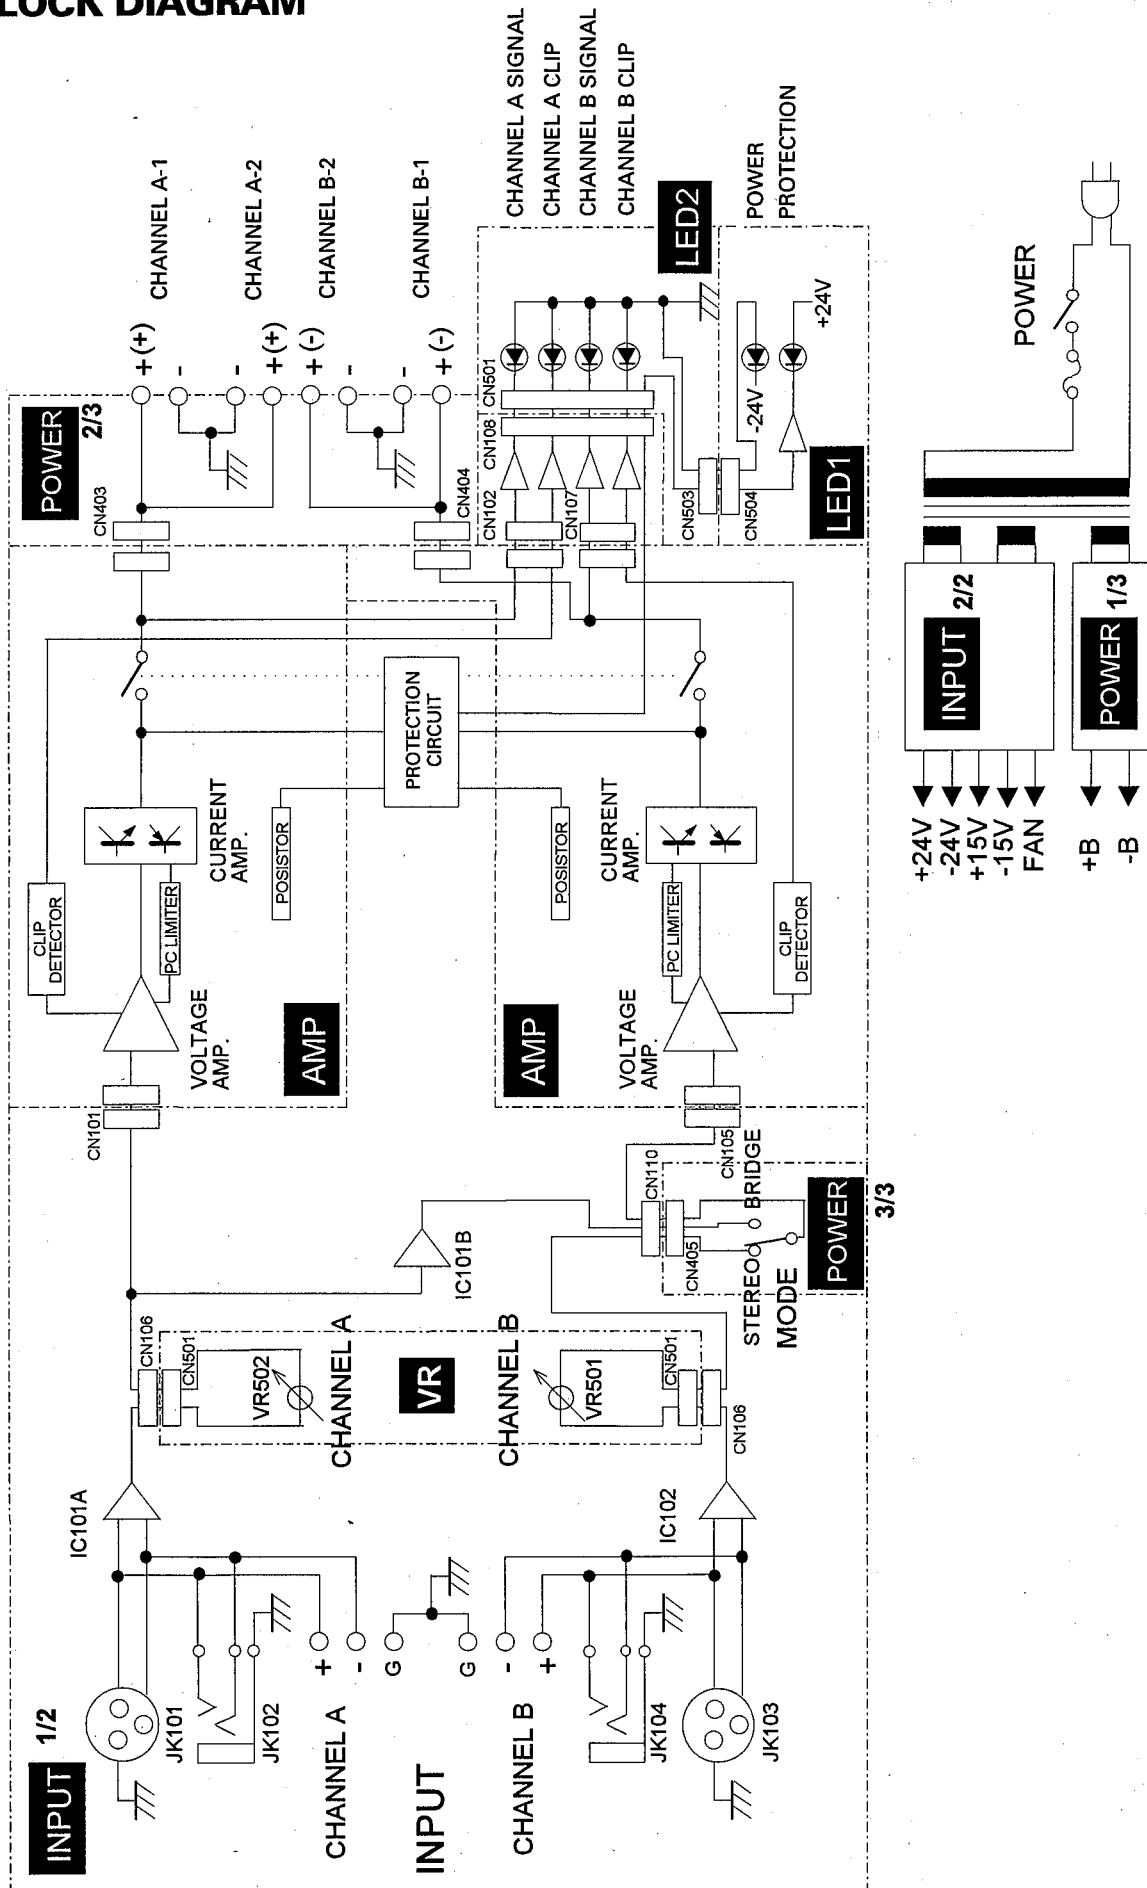 LOCK DIAGRAM
INPUT 1/2
JK101
JK102
CHANNEL A
+
-
G
INPUT
G
-
+
CHANNEL B
JK104
JK103
IC101A
IC102
CN106
CN501
VR502
CHANNEL A
VR
CHANNEL B
VR501
CN501
CN106
IC101B
CN110
CN405
STEREO
BRIDGE
MODE
POWER 3/3
CN101
CN105
VOLTAGE
AMP.
AMP
AMP
VOLTAGE
AMP.
CLIP
DETECTOR
PC LIMITER
CURRENT
AMP.
POSISTOR
PROTECTION
CIRCUIT
POSISTOR
CURRENT
AMP.
PC LIMITER
CLIP
DETECTOR
POWER 2/3
CN403
CN404
+(+)
-
-
+(+)
+(-)
-
-
+(-)
CHANNEL A-1
CHANNEL A-2
CHANNEL B-2
CHANNEL B-1
CN102
CN107
CN108
CN501
CHANNEL A SIGNAL
CHANNEL A CLIP
CHANNEL B SIGNAL
CHANNEL B CLIP
LED2
CN503
CN504
-24V
+24V
LED1
POWER
PROTECTION
INPUT 2/2
+24V
-24V
+15V
-15V
FAN
POWER 1/3
+B
-B
POWER